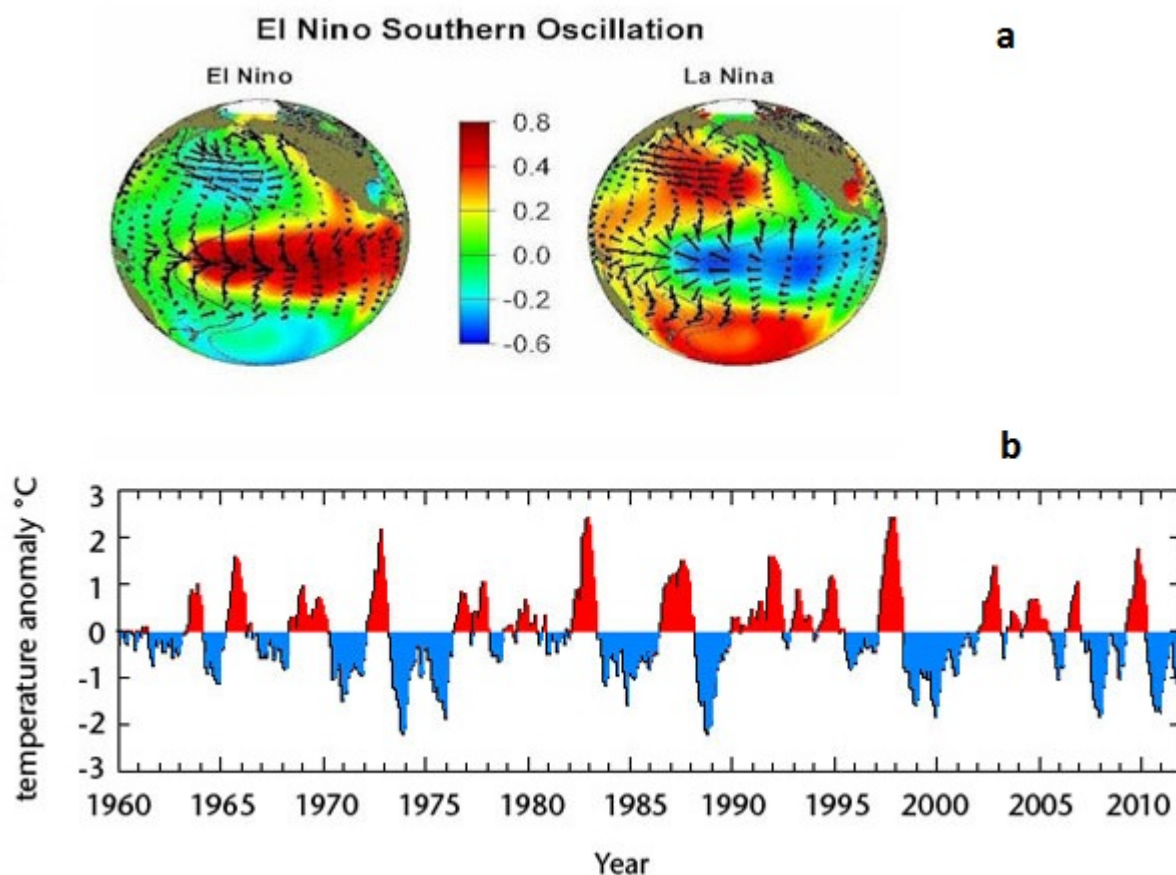 El Nino Southern Oscillation
a
El Nino
La Nina
0.8
0.4
0.2
0.0
-0.2
-0.6
b
temperature anomaly °C
3
2
1
0
-1
-2
-3
1960 1965 1970 1975 1980 1985 1990 1995 2000 2005 2010
Year